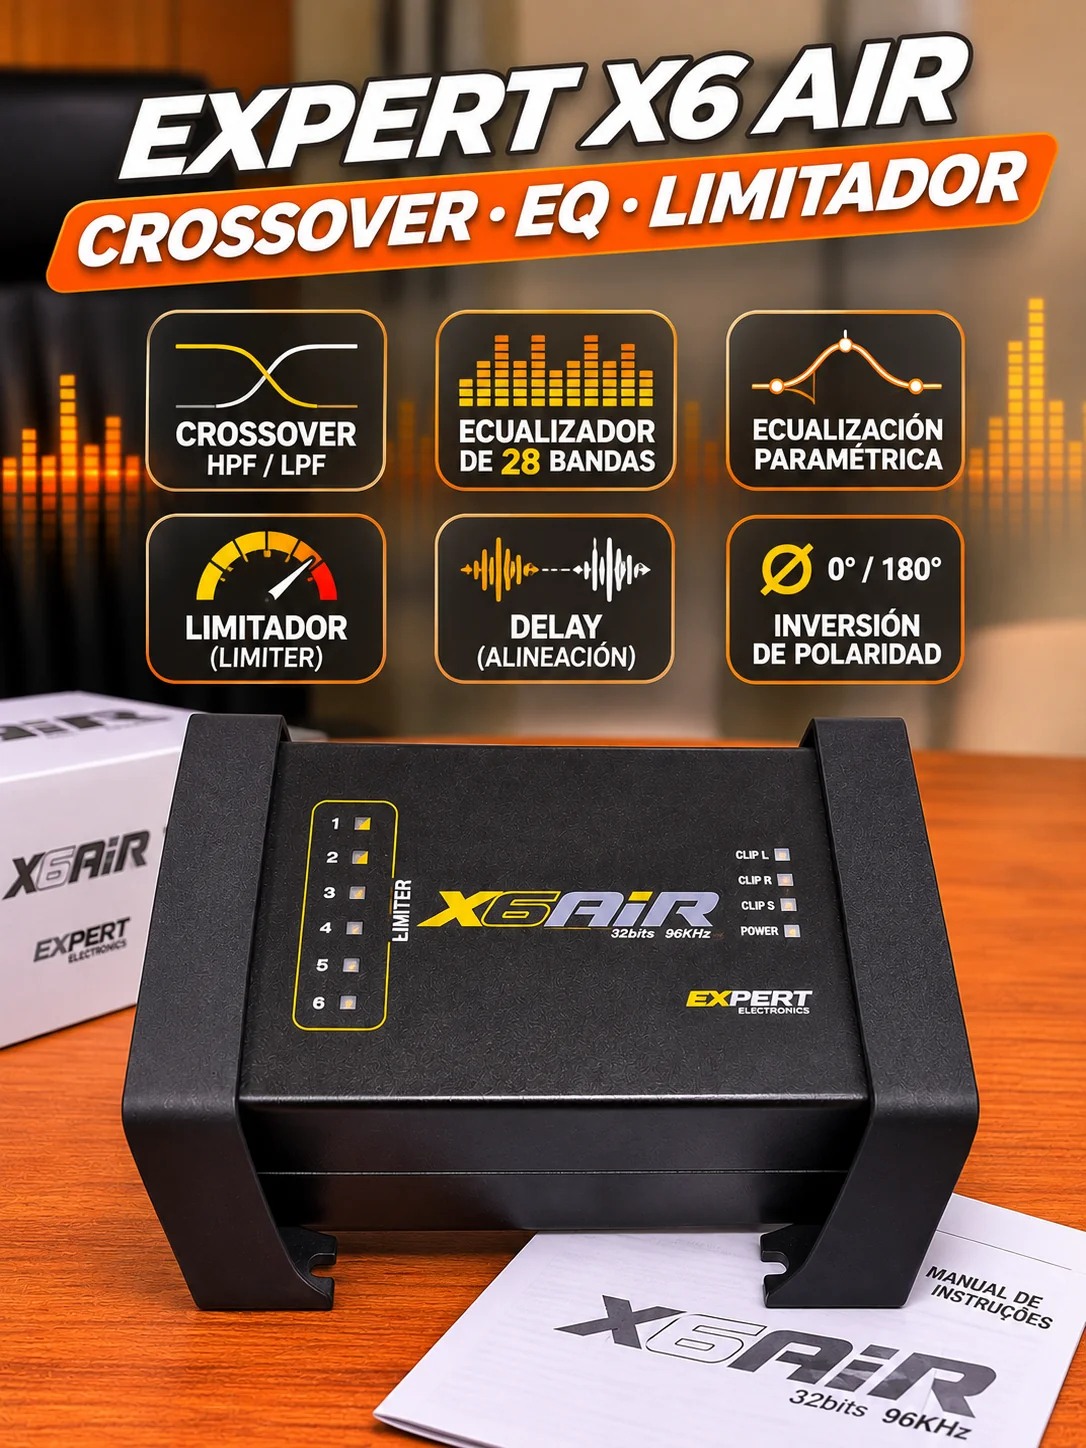 EXPERT X6 AIR
CROSSOVER · EQ · LIMITADOR
CROSSOVER
HPF / LPF
ECUALIZADOR
DE 28 BANDAS
ECUALIZACIÓN
PARAMÉTRICA
LIMITADOR
(LIMITER)
DELAY
(ALINEACIÓN)
0° / 180°
INVERSIÓN
DE POLARIDAD
AiR
X6AiR
EXPERT
ELECTRONICS
1
2
3
4
5
6
LIMITER
X6AiR
32bits 96KHz
CLIP L
CLIP R
CLIP S
POWER
EXPERT
ELECTRONICS
MANUAL DE
INSTRUÇÕES
X6AiR
32bits 96KHz